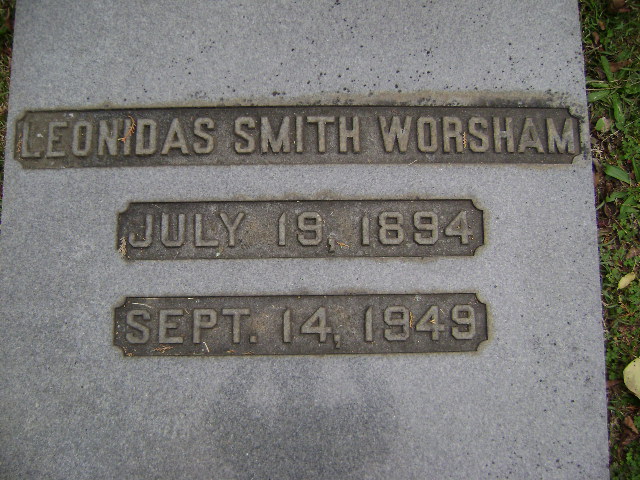 LEONIDAS SMITH WORSHAM
JULY 19, 1894
SEPT. 14, 1949